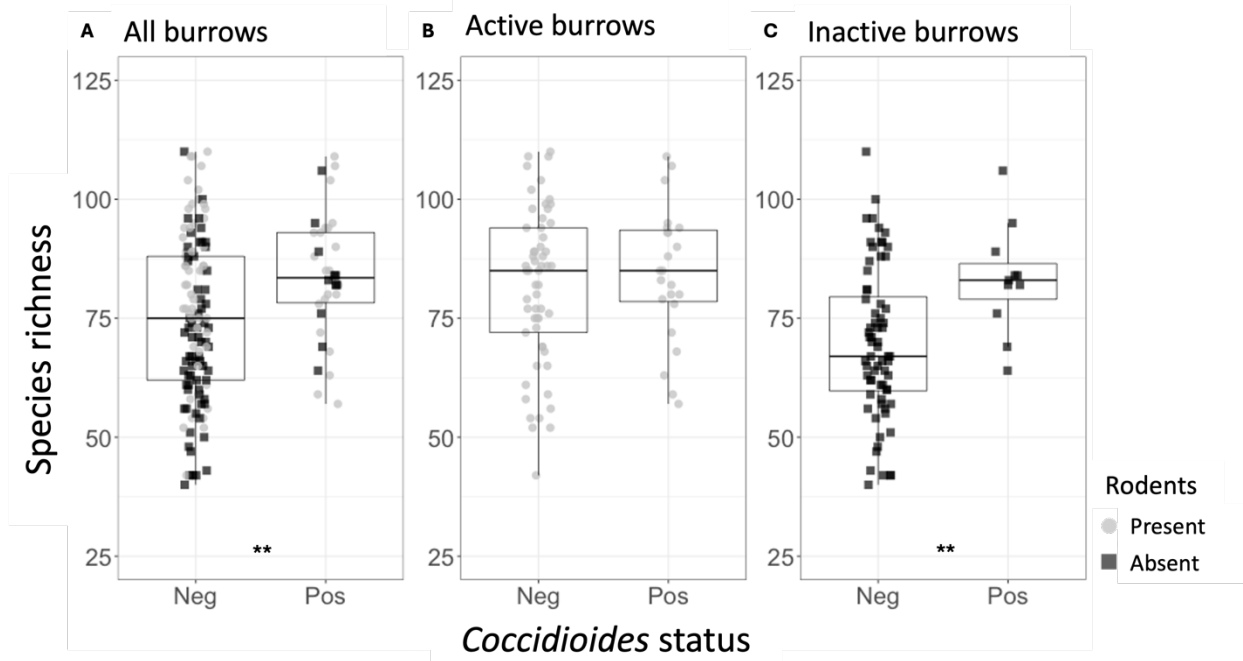 A All burrows
B Active burrows
C Inactive burrows
Species richness
125
100
75
50
25
**
Neg Pos
125
100
75
50
25
Neg Pos
125
100
75
50
25
**
Neg Pos
Coccidioides status
Rodents
Present
Absent